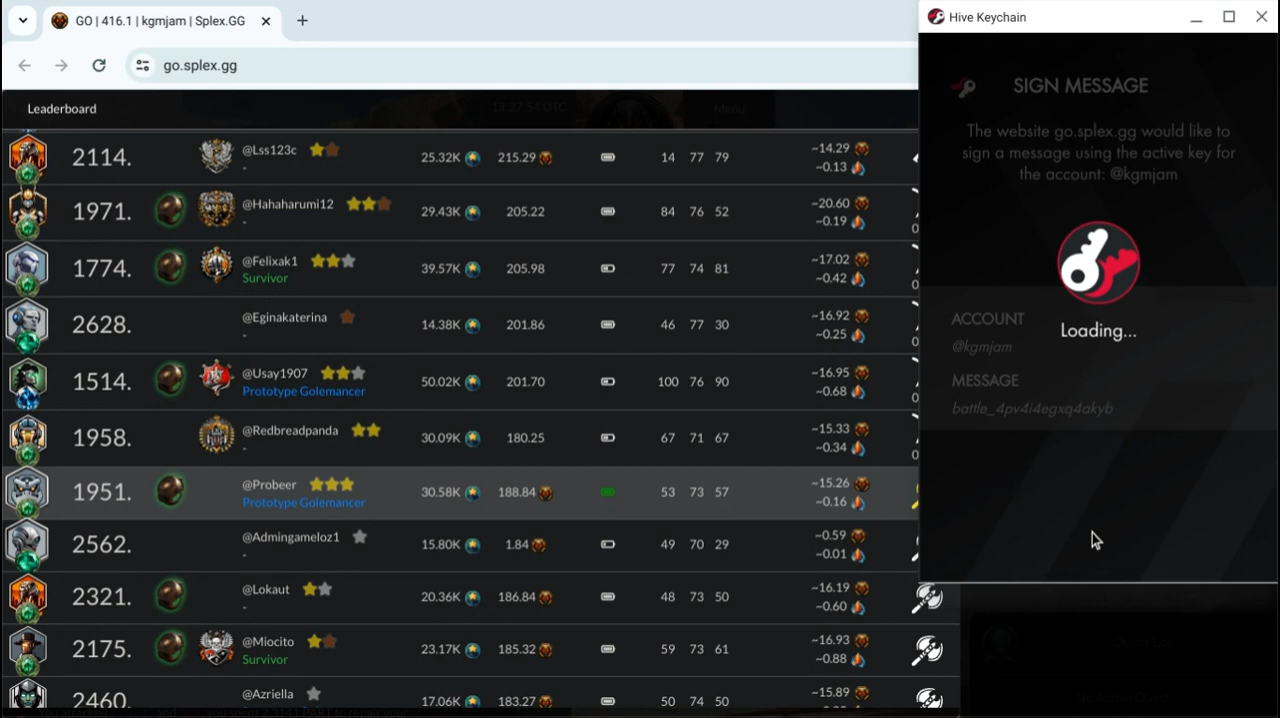 GO | 416.1 | kgmjam | Splex.GG
Hive Keychain
go.splex.gg
Leaderboard
13:27:54 UTC
Menu
2114. @Lss123c 25.32K 215.29 14 77 79 ~14.29
- ~0.13
1971. @Hahaharumi12 29.43K 205.22 84 76 52 ~20.60
- ~0.19
1774. @Felixak1 39.57K 205.98 77 74 81 ~17.02
Survivor ~0.42
2628. @Eginakaterina 14.38K 201.86 46 77 30 ~16.92
- ~0.25
1514. @Usay1907 50.02K 201.70 100 76 90 ~16.95
Prototype Golemancer ~0.68
1958. @Redbreadpanda 30.09K 180.25 67 71 67 ~15.33
- ~0.34
1951. @Probeer 30.58K 188.84 53 73 57 ~15.26
Prototype Golemancer ~0.16
2562. @Admingameloz1 15.80K 1.84 49 70 29 ~0.59
- ~0.01
2321. @Lokaut 20.36K 186.84 48 73 50 ~16.19
- ~0.60
2175. @Miocito 23.17K 185.32 59 73 61 ~16.93
Survivor ~0.88
2460. @Azriella 17.06K 183.27 50 74 50 ~15.89
SIGN MESSAGE
The website go.splex.gg would like to
sign a message using the active key for
the account: @kgmjam
ACCOUNT
@kgmjam
Loading...
MESSAGE
battle_4pv4i4egxq4akyb